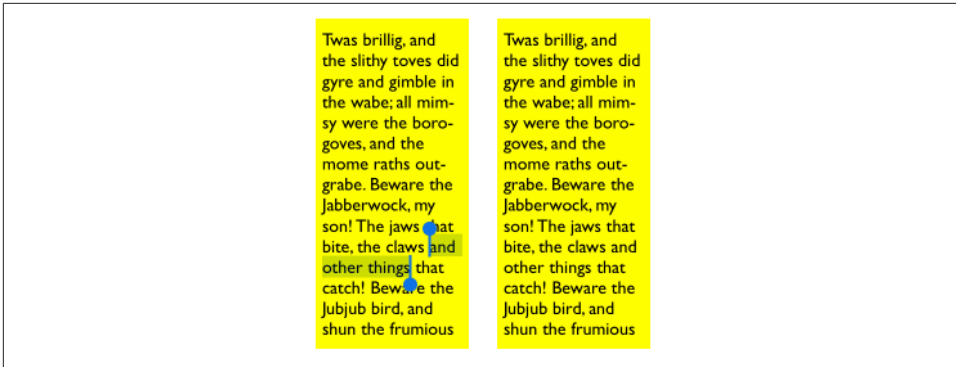 Twas brillig, and
the slithy toves did
gyre and gimble in
the wabe; all mim-
sy were the boro-
goves, and the
mome raths out-
grabe. Beware the
Jabberwock, my
son! The jaws that
bite, the claws and
other things that
catch! Beware the
Jubjub bird, and
shun the frumious
Twas brillig, and
the slithy toves did
gyre and gimble in
the wabe; all mim-
sy were the boro-
goves, and the
mome raths out-
grabe. Beware the
Jabberwock, my
son! The jaws that
bite, the claws and
other things that
catch! Beware the
Jubjub bird, and
shun the frumious